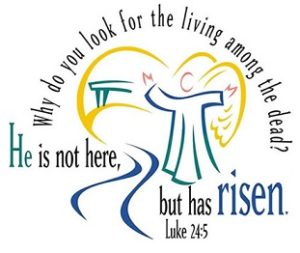 Why do you look for the living among the dead?
M C M
He is not here,
but has risen.
Luke 24:5